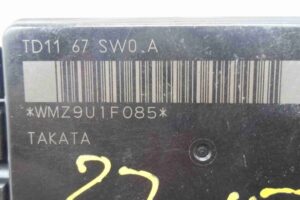 TD11 67 SW0.A
*WMZ9U1F085*
TAKATA